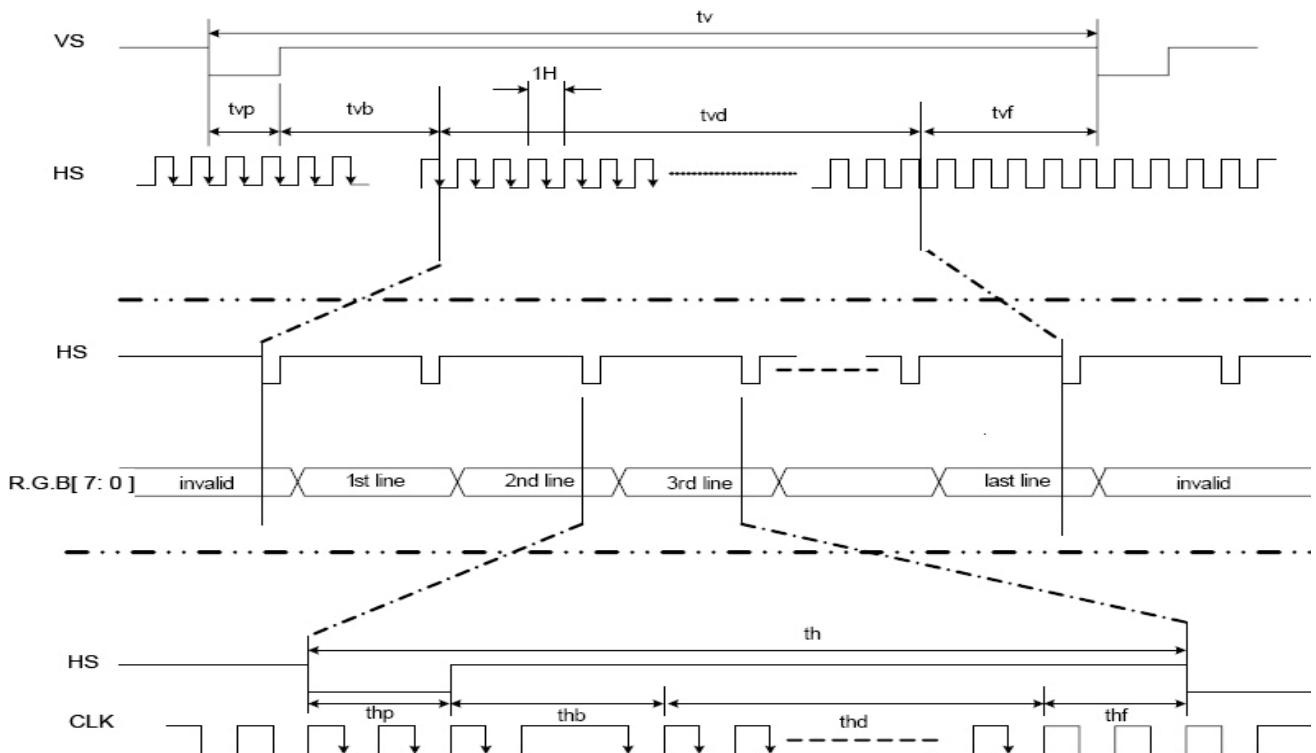 tv
VS
1H
tvp
tvb
tvd
tvf
HS
HS
R.G.B[ 7: 0 ]
invalid
1st line
2nd line
3rd line
last line
invalid
th
HS
thp
thb
thd
thf
CLK